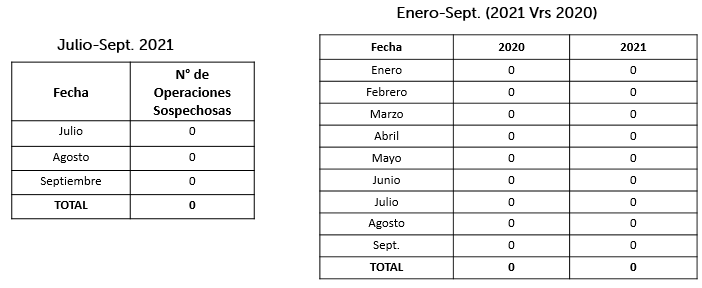 Julio-Sept. 2021
Fecha
N° de
Operaciones
Sospechosas
Julio 0
Agosto 0
Septiembre 0
TOTAL 0
Enero-Sept. (2021 Vrs 2020)
Fecha 2020 2021
Enero 0 0
Febrero 0 0
Marzo 0 0
Abril 0 0
Mayo 0 0
Junio 0 0
Julio 0 0
Agosto 0 0
Sept. 0 0
TOTAL 0 0